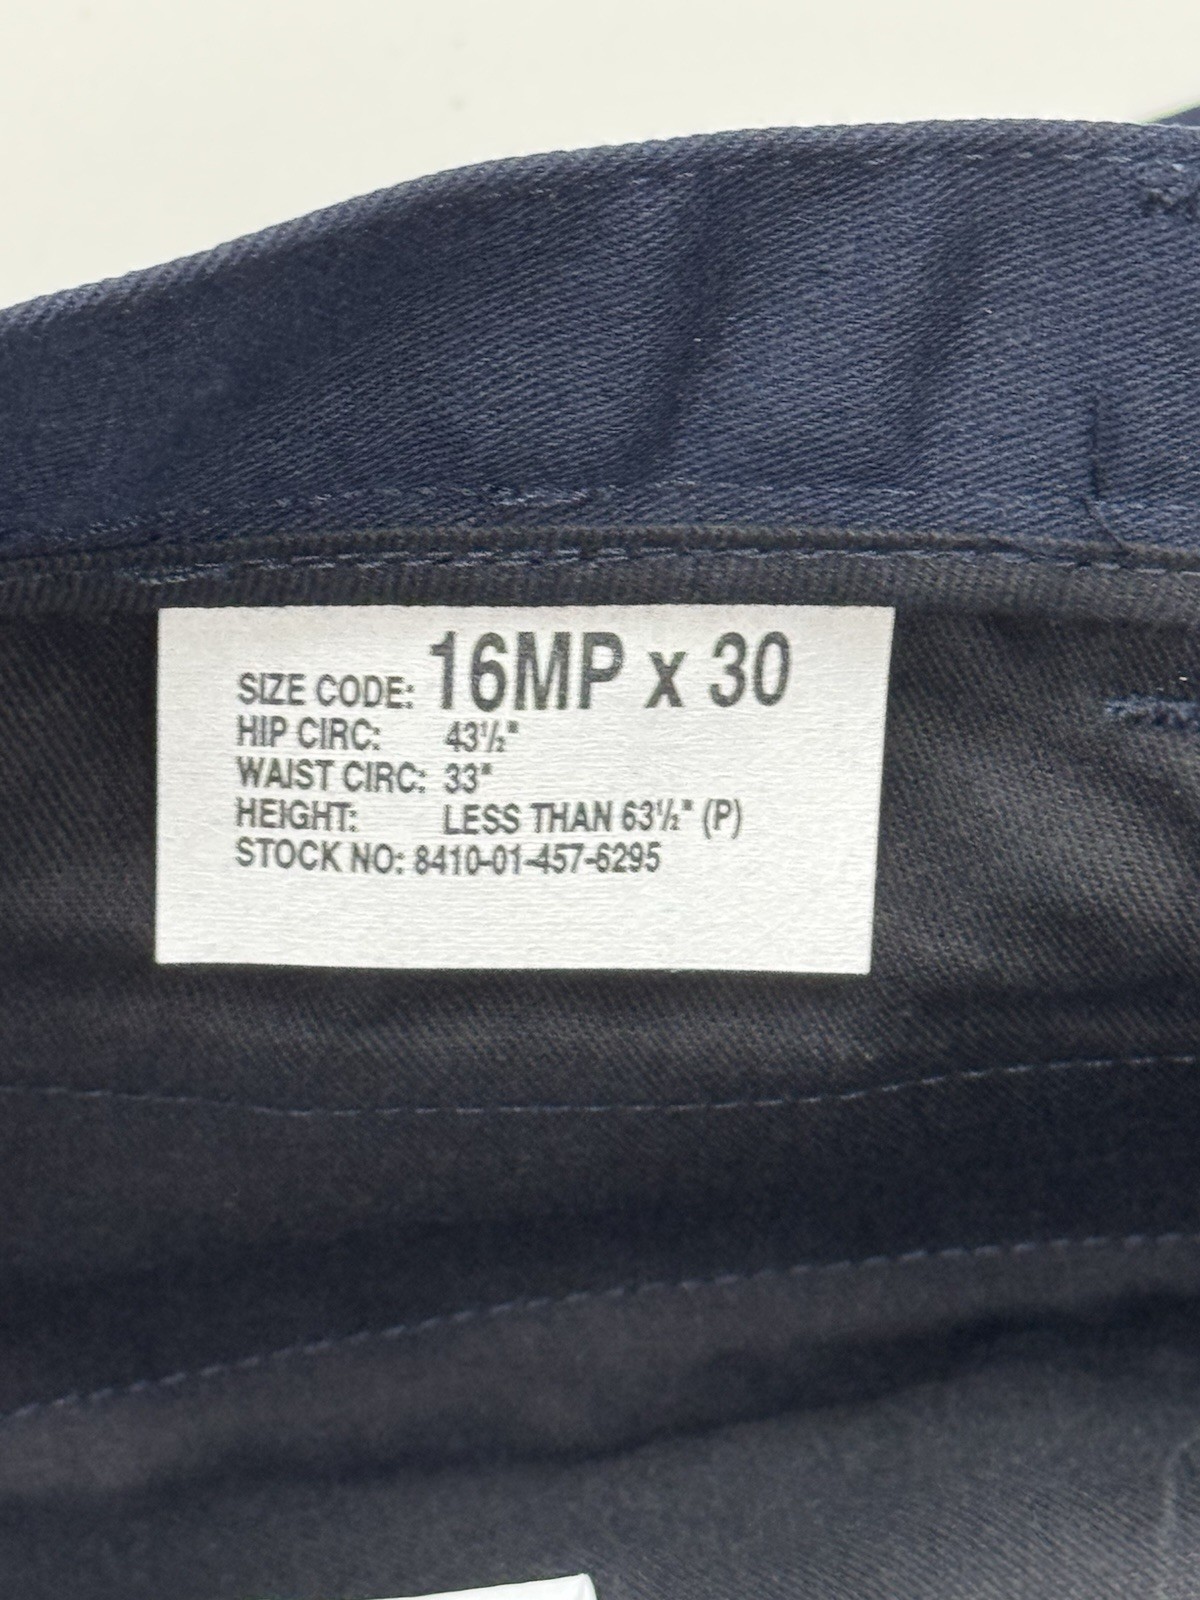 SIZE CODE: 16MP x 30
HIP CIRC: 43½"
WAIST CIRC: 33"
HEIGHT: LESS THAN 63½" (P)
STOCK NO: 8410-01-457-6295